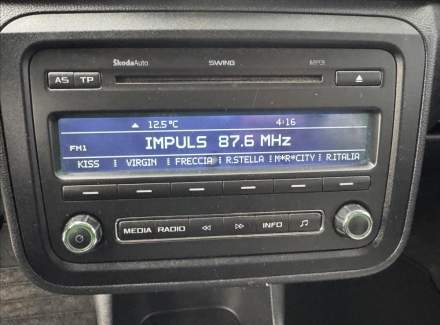 ŠkodaAuto SWING MP3
AS TP
12.5°C 4:16
FM1 IMPULS 87.6 MHz
KISS VIRGIN FRECCIA R.STELLA M*R*CITY R.ITALIA
MEDIA RADIO INFO